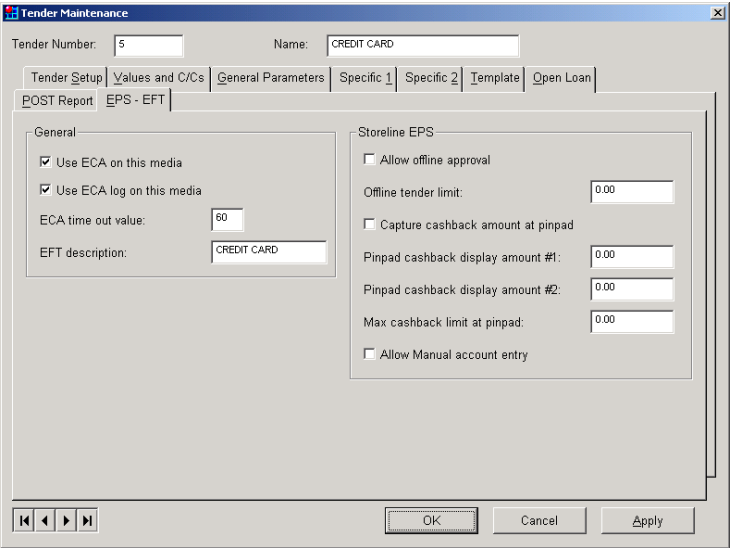 Tender Maintenance
Tender Number: 5 Name: CREDIT CARD
Tender Setup Values and C/Cs General Parameters Specific 1 Specific 2 Template Open Loan
POST Report EPS - EFT
General
Use ECA on this media
Use ECA log on this media
ECA time out value: 60
EFT description: CREDIT CARD
Storeline EPS
Allow offline approval
Offline tender limit: 0.00
Capture cashback amount at pinpad
Pinpad cashback display amount #1: 0.00
Pinpad cashback display amount #2: 0.00
Max cashback limit at pinpad: 0.00
Allow Manual account entry
OK Cancel Apply